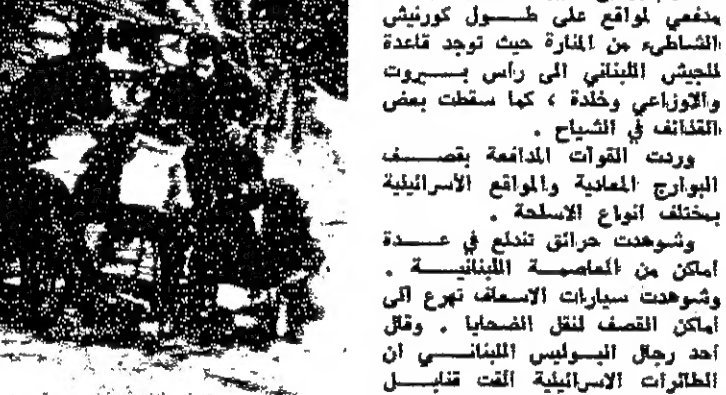 مدفعي لمواقع على طول كورنيش
الشاطىء من المنارة حيث توجد قاعدة
للجيش اللبناني الى راس بيروت
والاوزاعي وخلدة ، كما سقطت بعض
القذائف في الشياح .
وردت القوات المدافعة بقصف
البوارج المعادية والمواقع الاسرائيلية
بمختلف انواع الاسلحة .
وشوهدت حرائق تندلع في عدة
اماكن من العاصمة اللبنانية .
وشوهدت سيارات الاسعاف تهرع الى
اماكن القصف لنقل الضحايا . وقال
احد رجال البوليس اللبناني ان
الطائرات الاسرائيلية القت قنابل